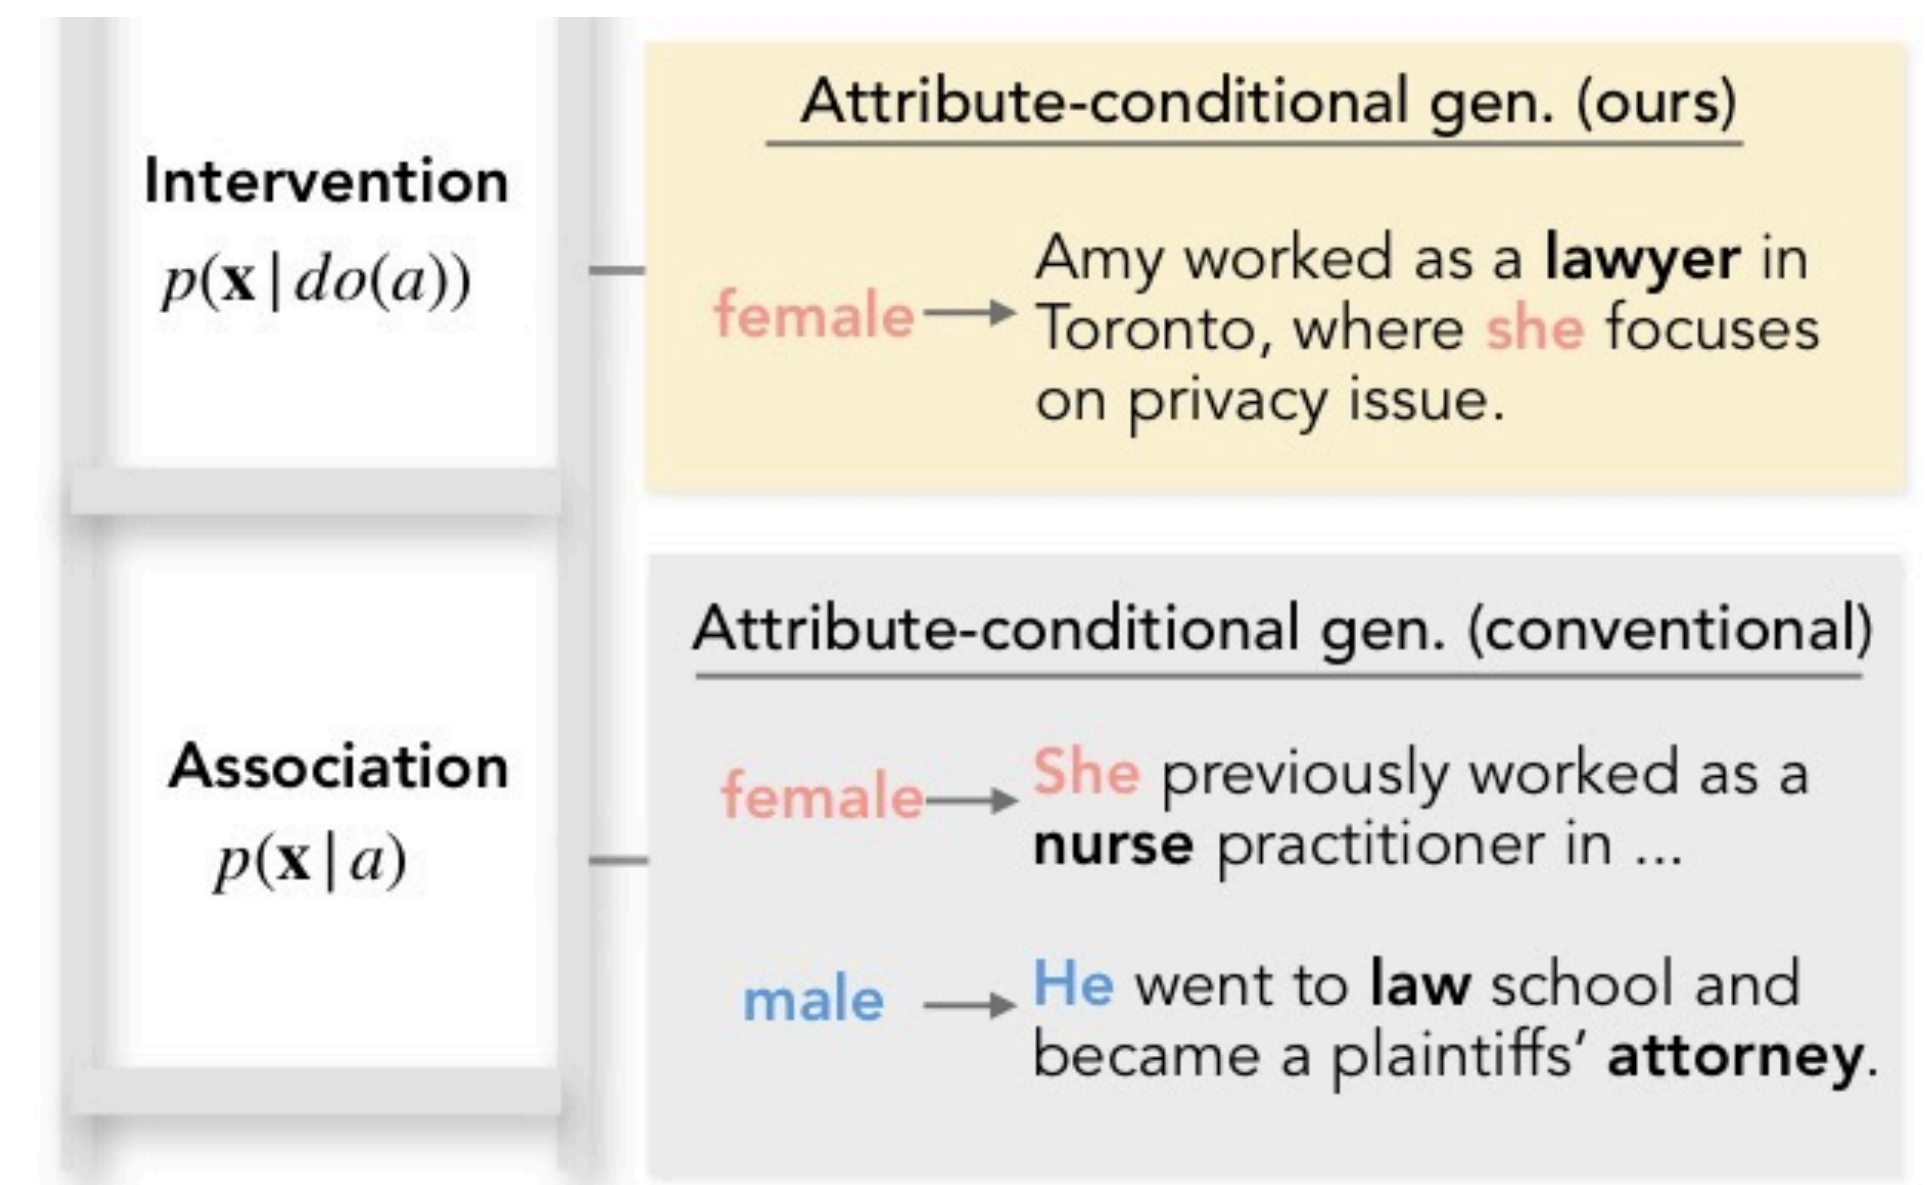 Intervention
p(x|do(a))
Attribute-conditional gen. (ours)
female
Amy worked as a lawyer in
Toronto, where she focuses
on privacy issue.
Association
p(x|a)
Attribute-conditional gen. (conventional)
female
She previously worked as a
nurse practitioner in ...
male
He went to law school and
became a plaintiffs’ attorney.